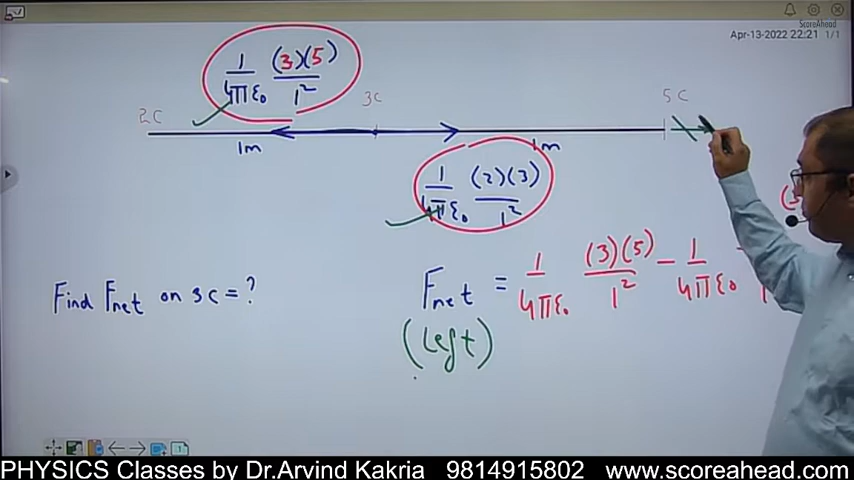 ScoreAhead
Apr-13-2022 22:21 1/1
1 (3)(5)
4πε₀ 1²
2C 3C 5C
1m 1m
1 (2)(3)
4πε₀ 1²
Find Fnet on 3C = ?
Fnet = 1/4πε₀ (3)(5)/1² - 1/4πε₀
(Left)
PHYSICS Classes by Dr.Arvind Kakria 9814915802 www.scoreahead.com